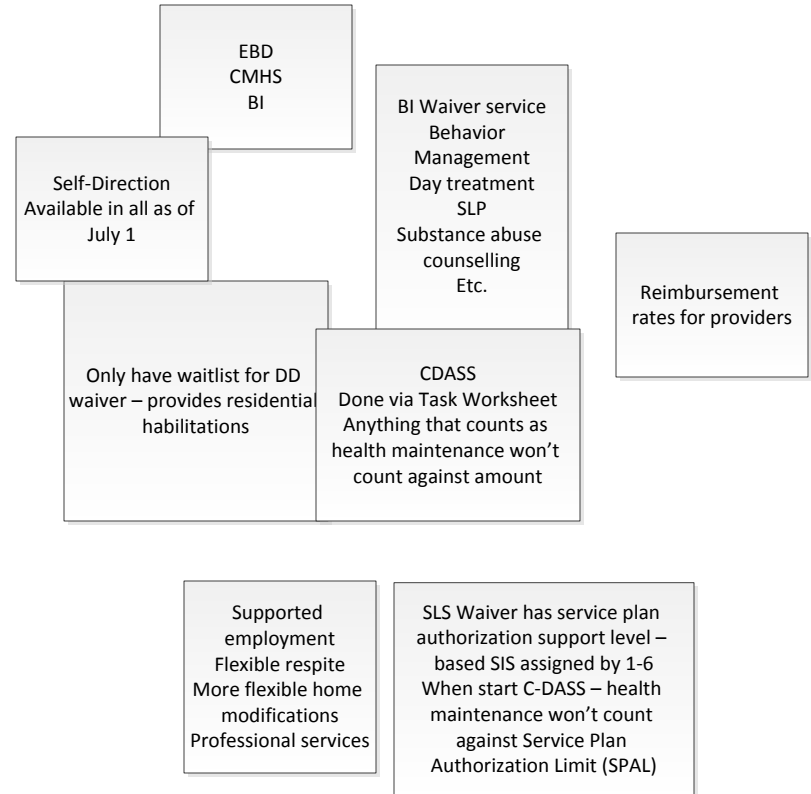 EBD
CMHS
BI
BI Waiver service
Behavior
Management
Day treatment
SLP
Substance abuse
counselling
Etc.
Self-Direction
Available in all as of
July 1
Reimbursement
rates for providers
Only have waitlist for DD
waiver – provides residential
habilitations
CDASS
Done via Task Worksheet
Anything that counts as
health maintenance won’t
count against amount
Supported
employment
Flexible respite
More flexible home
modifications
Professional services
SLS Waiver has service plan
authorization support level –
based SIS assigned by 1-6
When start C-DASS – health
maintenance won’t count
against Service Plan
Authorization Limit (SPAL)